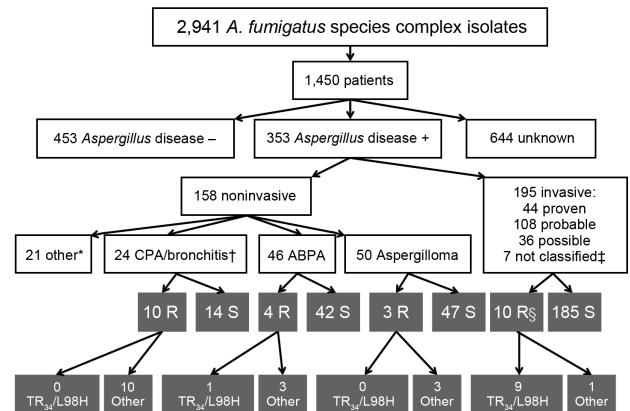 2,941 A. fumigatus species complex isolates
1,450 patients
453 Aspergillus disease –
353 Aspergillus disease +
644 unknown
158 noninvasive
195 invasive:
44 proven
108 probable
36 possible
7 not classified‡
21 other*
24 CPA/bronchitis†
46 ABPA
50 Aspergilloma
10 R
14 S
4 R
42 S
3 R
47 S
10 R§
185 S
0
TR34/L98H
10
Other
1
TR34/L98H
3
Other
0
TR34/L98H
3
Other
9
TR34/L98H
1
Other